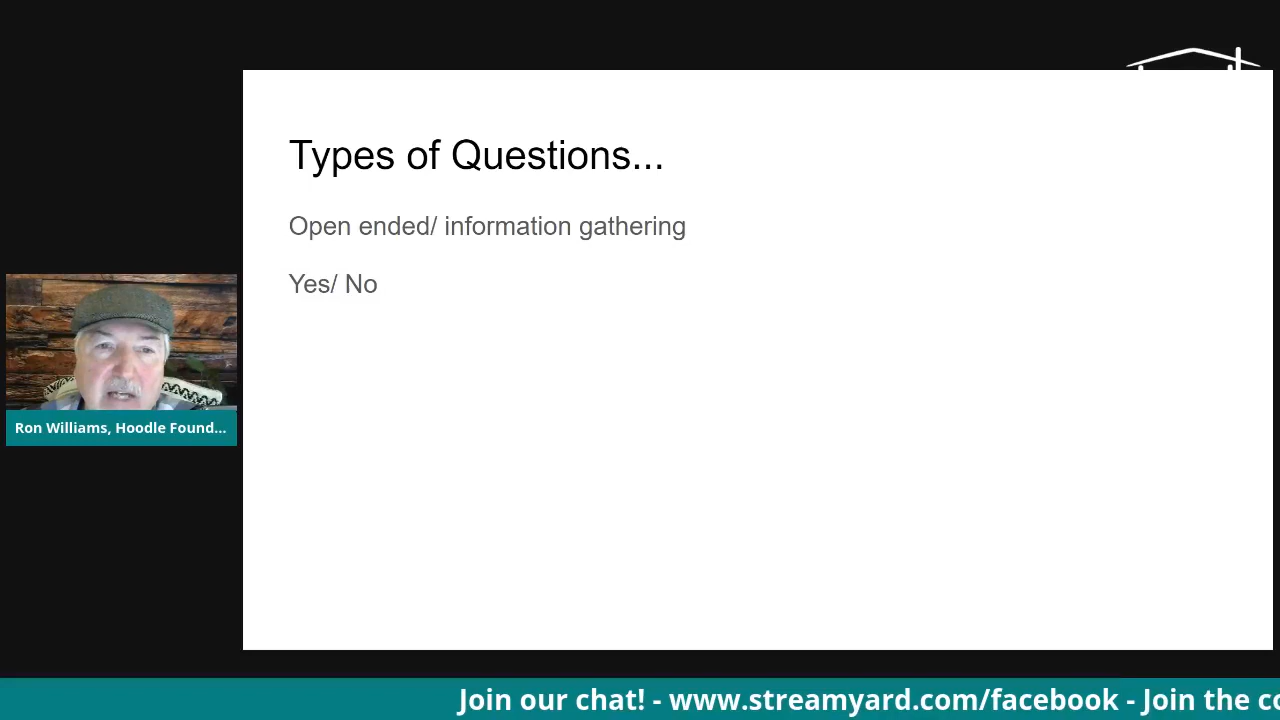 Types of Questions...
Open ended/ information gathering
Yes/ No
Ron Williams, Hoodle Found...
Join our chat! - www.streamyard.com/facebook - Join the co